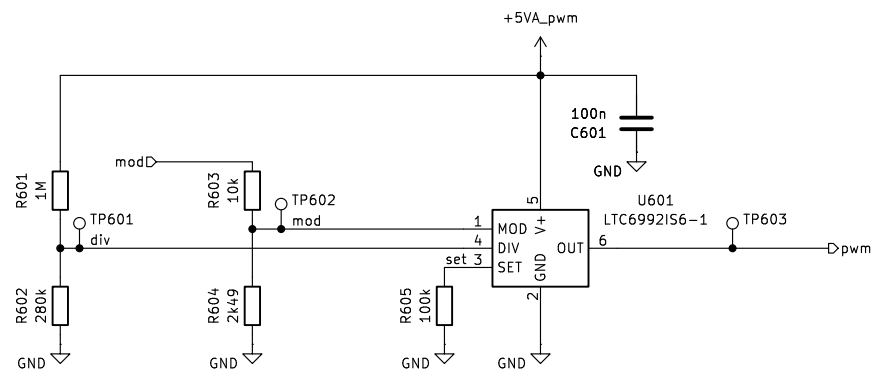 +5VA_pwm
100n
C601
GND
mod
R601
1M
R603
10k
TP601
div
TP602
mod
U601
LTC6992IS6-1
5
V+
1
MOD
4
DIV
set 3
SET
GND
2
OUT
6
TP603
pwm
R602
280k
R604
2k49
R605
100k
GND
GND
GND
GND